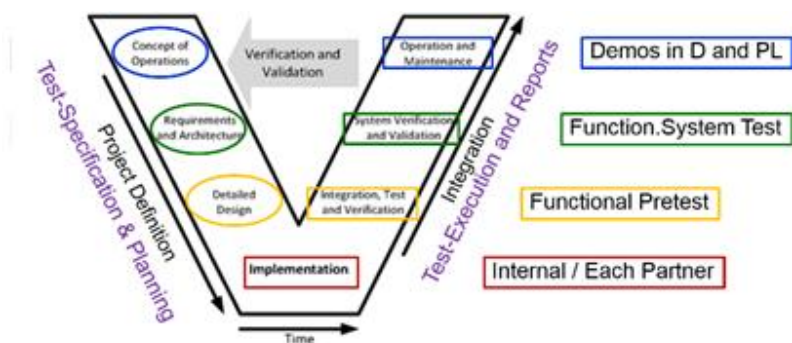 Concept of
Operations
Verification and
Validation
Operation and
Maintenance
Demos in D and PL
Requirements
and Architecture
System Verification
and Validation
Function.System Test
Detailed
Design
Integration, Test
and Verification
Functional Pretest
Implementation
Internal / Each Partner
Project Definition
Test-Specification & Planning
Integration
Test-Execution and Reports
Time